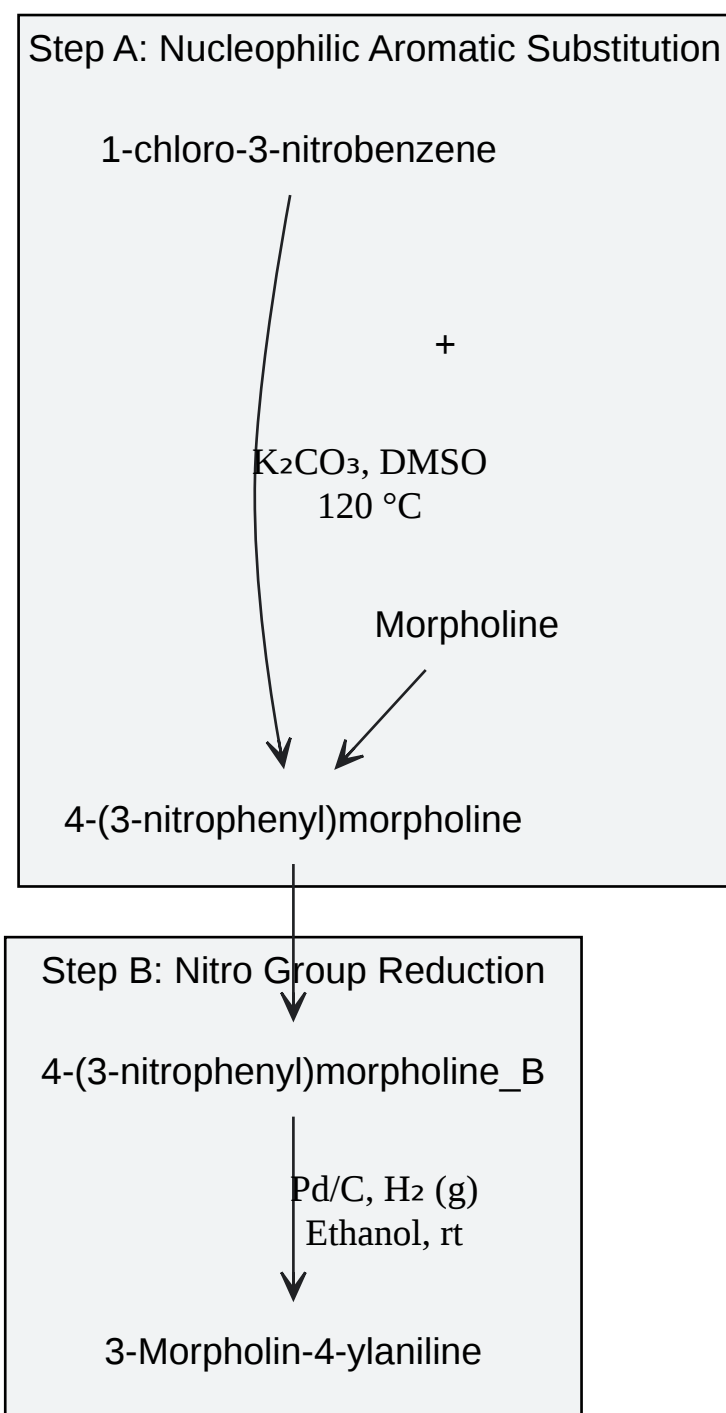 Step A: Nucleophilic Aromatic Substitution
1-chloro-3-nitrobenzene
+
K₂CO₃, DMSO
120 °C
Morpholine
4-(3-nitrophenyl)morpholine
Step B: Nitro Group Reduction
4-(3-nitrophenyl)morpholine_B
Pd/C, H₂ (g)
Ethanol, rt
3-Morpholin-4-ylaniline